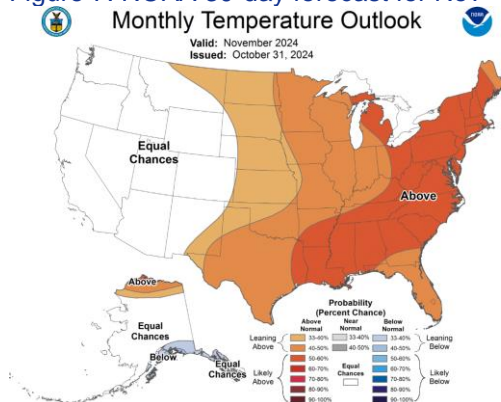 Monthly Temperature Outlook
Valid: November 2024
Issued: October 31, 2024
Equal
Chances
Above
Above
Equal
Chances
Below
Equal
Chances
Probability
(Percent Chance)
Above
Normal
Near
Normal
Below
Normal
Leaning
Above
33-40%
40-50%
33-40%
40-50%
33-40%
40-50%
Leaning
Below
Likely
Above
50-60%
60-70%
70-80%
80-90%
90-100%
Equal
Chances
50-60%
60-70%
70-80%
80-90%
90-100%
Likely
Below